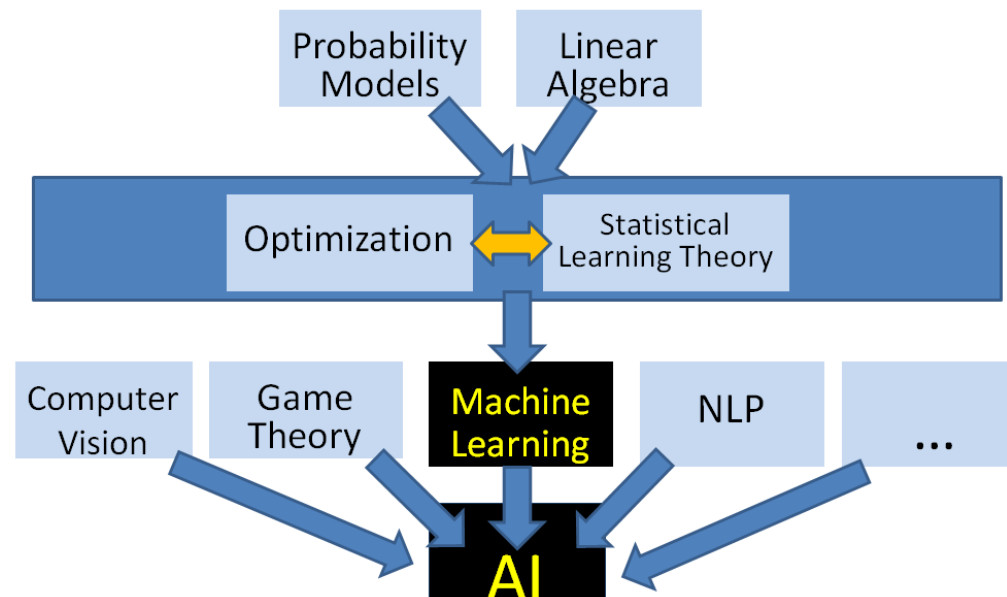 Probability
Models
Linear
Algebra
Optimization
Statistical
Learning Theory
Computer
Vision
Game
Theory
Machine
Learning
NLP
...
AI